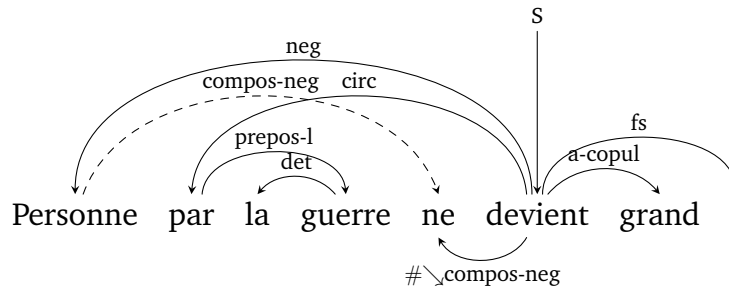 S
neg
compos-neg circ
fs
prepos-l
a-copul
det
Personne par la guerre ne devient grand
#↘compos-neg